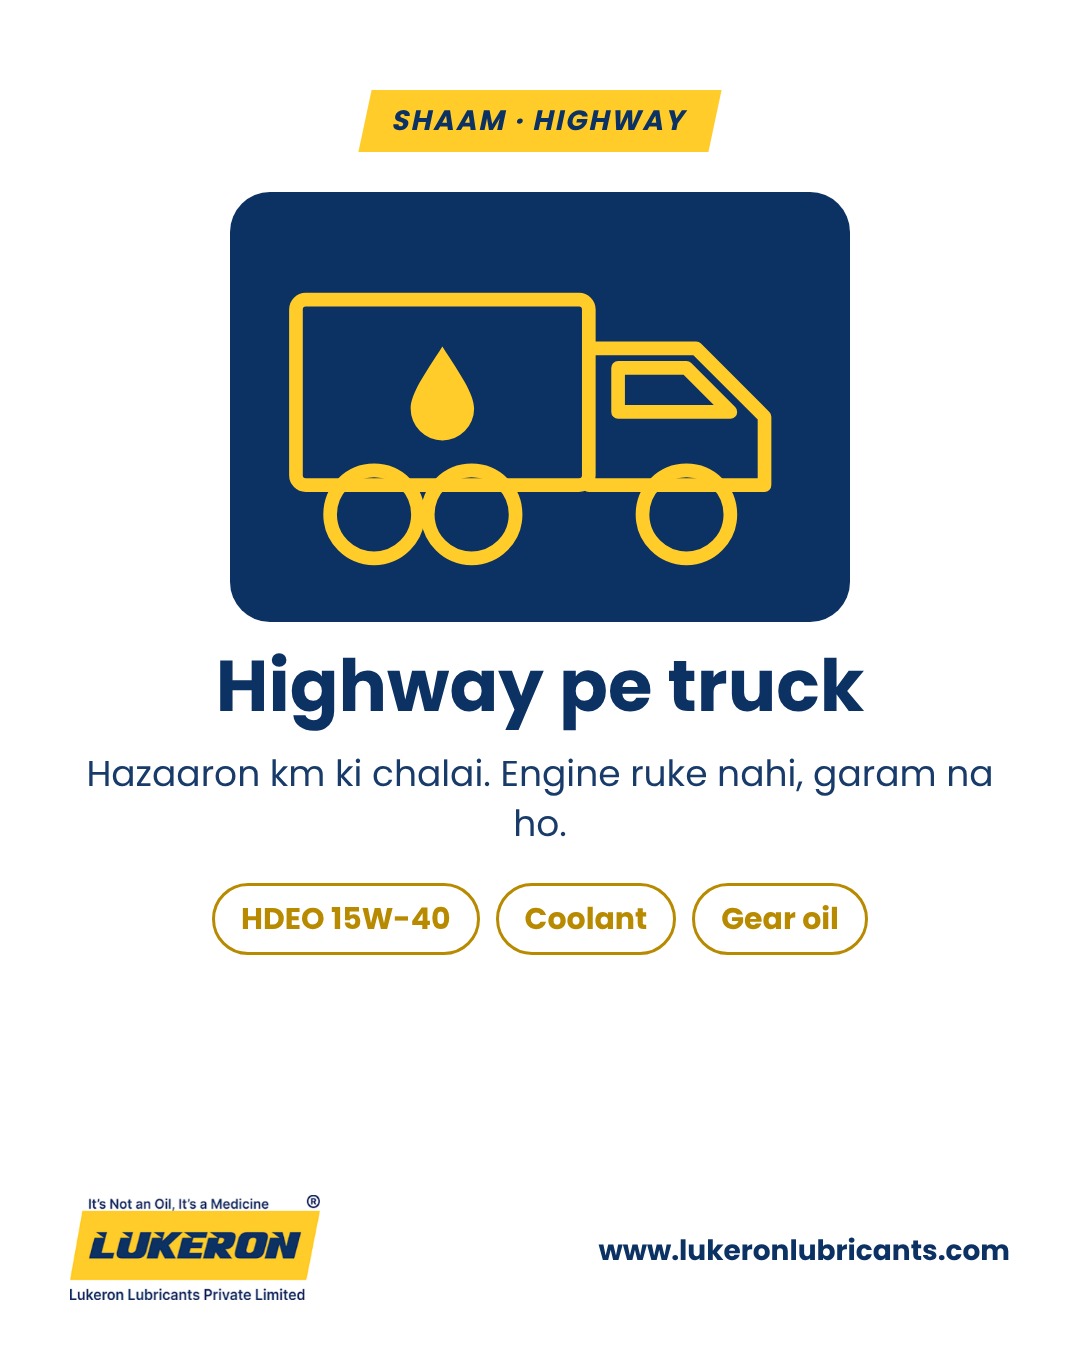 SHAAM · HIGHWAY
Highway pe truck
Hazaaron km ki chalai. Engine ruke nahi, garam na
ho.
HDEO 15W-40
Coolant
Gear oil
It's Not an Oil, It's a Medicine ®
LUKERON
Lukeron Lubricants Private Limited
www.lukeronlubricants.com